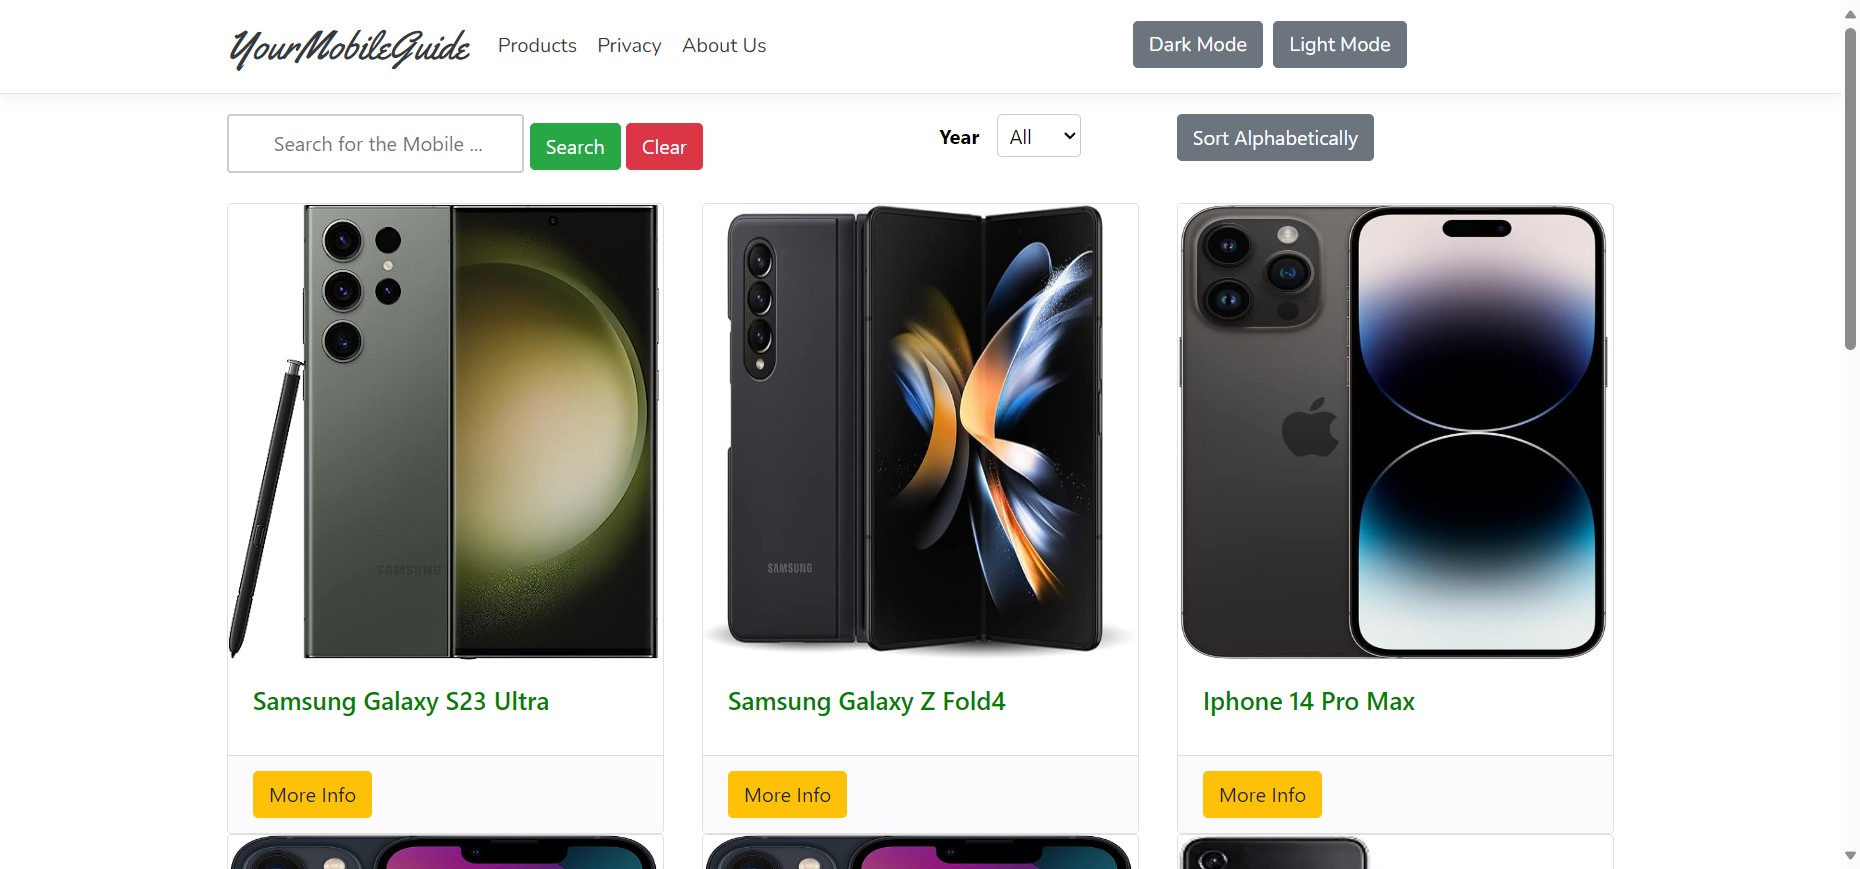 YourMobileGuide Products Privacy About Us Dark Mode Light Mode
Search for the Mobile ... Search Clear Year All Sort Alphabetically
SAMSUNG
SAMSUNG
Samsung Galaxy S23 Ultra
Samsung Galaxy Z Fold4
Iphone 14 Pro Max
More Info
More Info
More Info